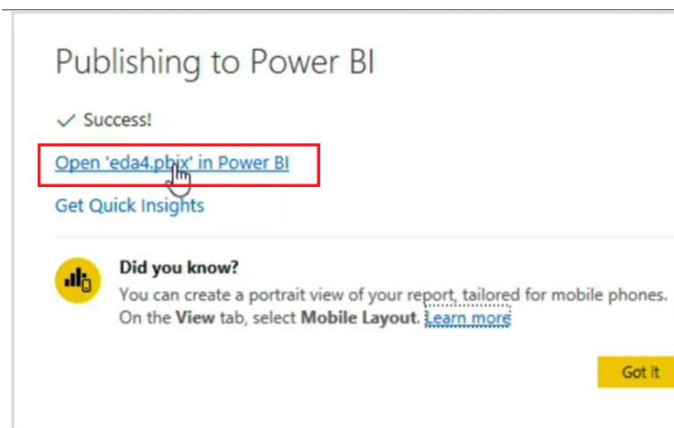 Publishing to Power BI
Success!
Open 'eda4.pbix' in Power BI
Get Quick Insights
Did you know?
You can create a portrait view of your report, tailored for mobile phones.
On the View tab, select Mobile Layout. Learn more
Got it